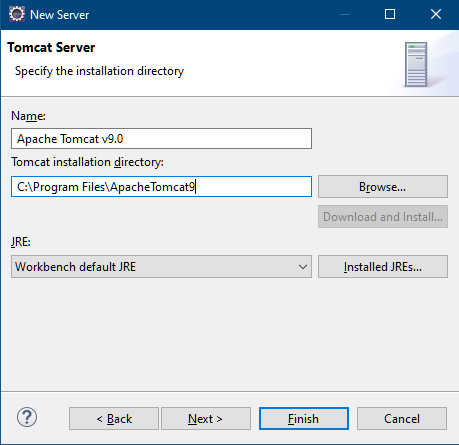 New Server
Tomcat Server
Specify the installation directory
Name:
Apache Tomcat v9.0
Tomcat installation directory:
C:\Program Files\ApacheTomcat9
Browse...
Download and Install...
JRE:
Workbench default JRE
Installed JREs...
?
< Back
Next >
Finish
Cancel